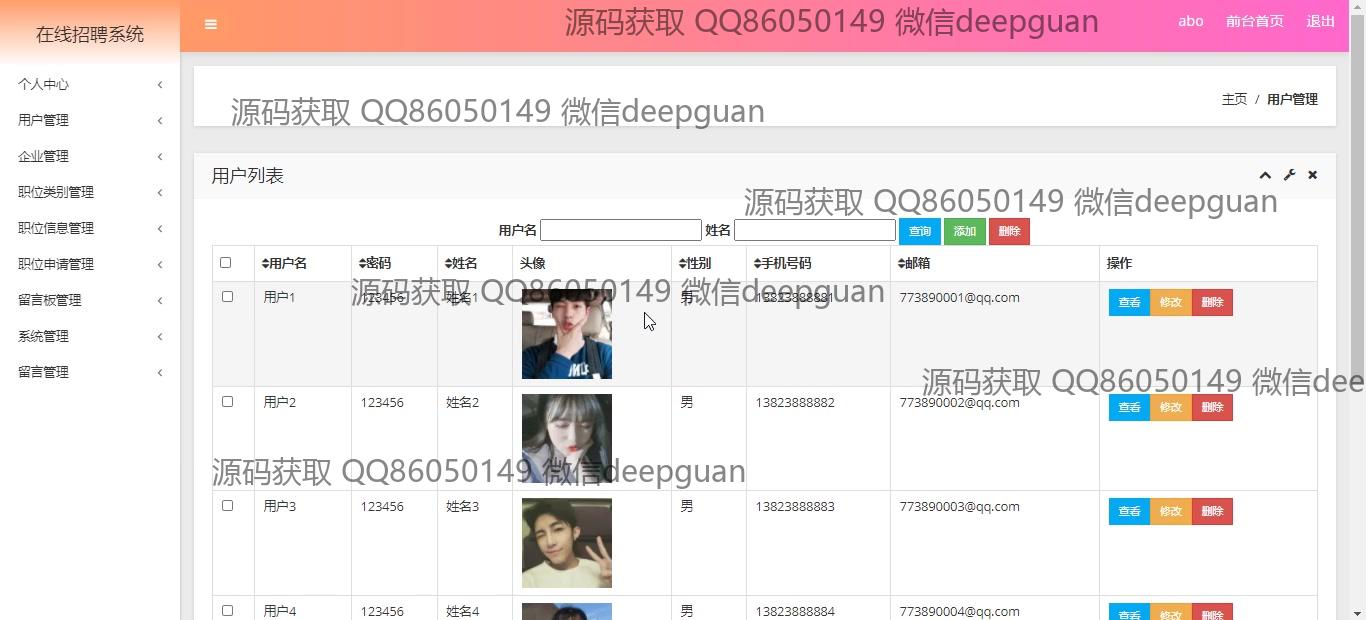 在线招聘系统
源码获取 QQ86050149 微信deepguan
abo 前台首页 退出
个人中心
用户管理
企业管理
职位类别管理
职位信息管理
职位申请管理
留言板管理
系统管理
留言管理
源码获取 QQ86050149 微信deepguan
主页 / 用户管理
用户列表
源码获取 QQ86050149 微信deepguan
用户名 姓名 查询 添加 删除
用户名 密码 姓名 头像 性别 手机号码 邮箱 操作
用户1 123456 姓名1 男 13823888881 773890001@qq.com 查看 修改 删除
源码获取 QQ86050149 微信deepguan
源码获取 QQ86050149 微信dee
用户2 123456 姓名2 男 13823888882 773890002@qq.com 查看 修改 删除
源码获取 QQ86050149 微信deepguan
用户3 123456 姓名3 男 13823888883 773890003@qq.com 查看 修改 删除
用户4 123456 姓名4 男 13823888884 773890004@qq.com 查看 修改 删除